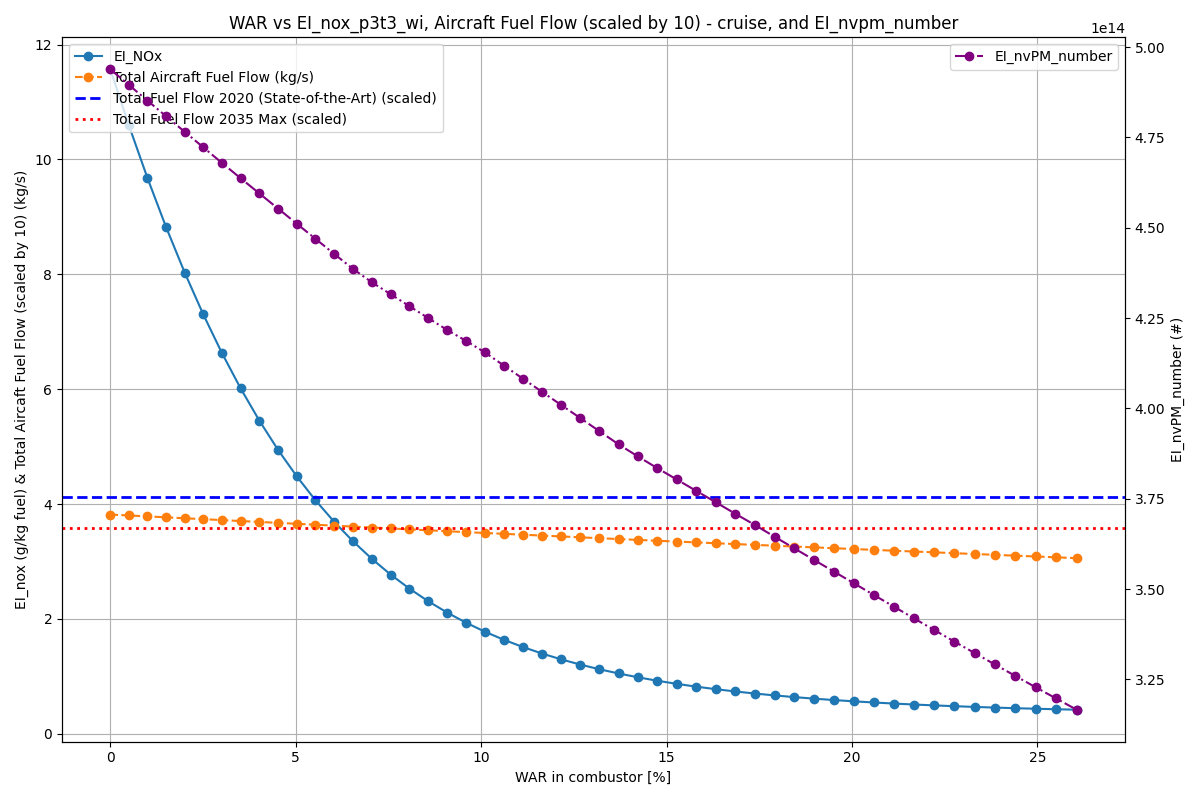 WAR vs EI_nox_p3t3_wi, Aircraft Fuel Flow (scaled by 10) - cruise, and EI_nvpm_number
1e14
EI_NOx
Total Aircraft Fuel Flow (kg/s)
Total Fuel Flow 2020 (State-of-the-Art) (scaled)
Total Fuel Flow 2035 Max (scaled)
EI_nvPM_number
EI_nox (g/kg fuel) & Total Aircaft Fuel Flow (scaled by 10) (kg/s)
12
10
8
6
4
2
0
5.00
4.75
4.50
4.25
4.00
3.75
3.50
3.25
EI_nvPM_number (#)
0
5
10
15
20
25
WAR in combustor [%]